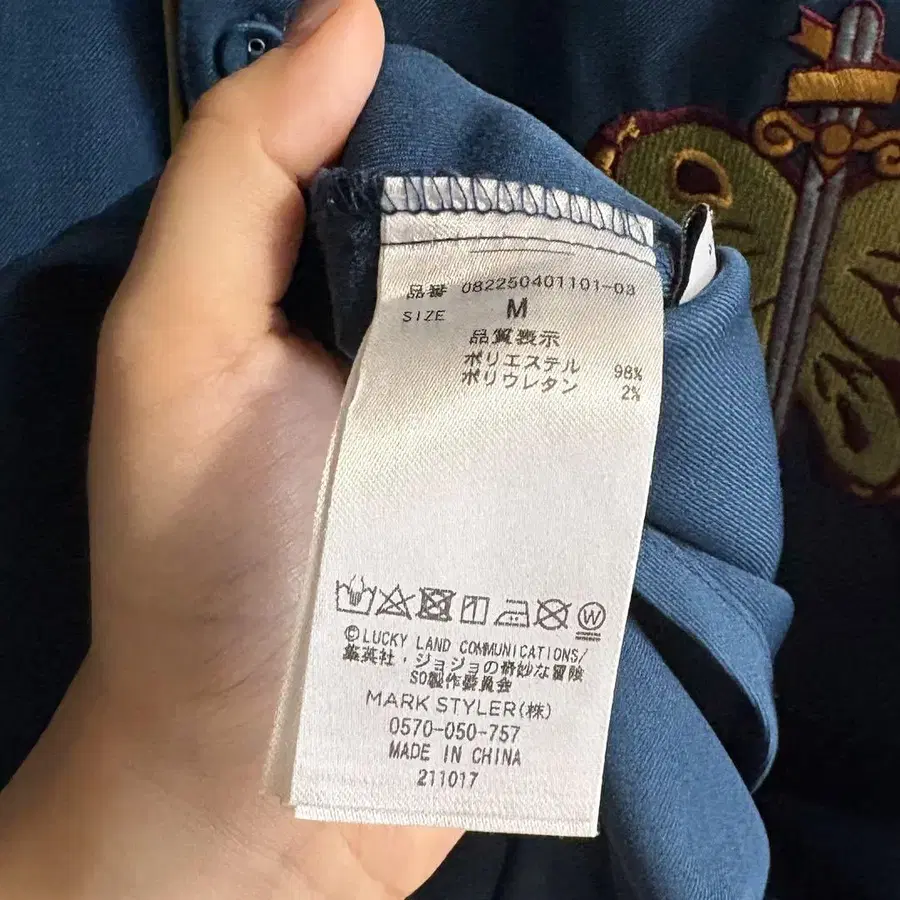 品番 082250401101-03
SIZE M
品質表示
ポリエステル 98%
ポリウレタン 2%
W
©LUCKY LAND COMMUNICATIONS/
集英社・ジョジョの奇妙な冒険
SO製作委員会
MARK STYLER(株)
0570-050-757
MADE IN CHINA
211017